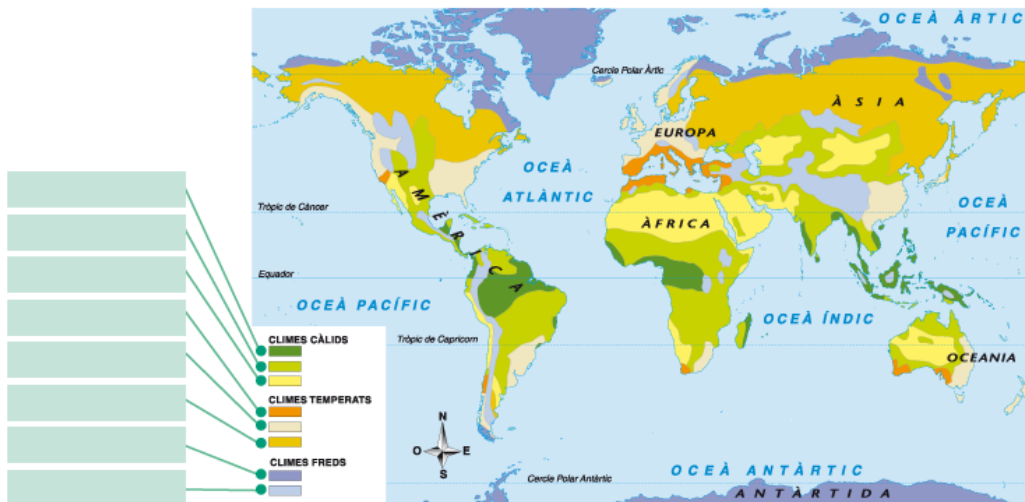 OCEÀ ÀRTIC
Cercle Polar Àrtic
ÀSIA
EUROPA
OCEÀ
ATLÀNTIC
AMÈRICA
Tròpic de Càncer
ÀFRICA
OCEÀ
PACÍFIC
Equador
OCEÀ PACÍFIC
OCEÀ ÍNDIC
Tròpic de Capricorn
OCEANIA
CLIMES CÀLIDS
CLIMES TEMPERATS
CLIMES FREDS
N
O
E
S
Cercle Polar Antàrtic
OCEÀ ANTÀRTIC
ANTÀRTIDA